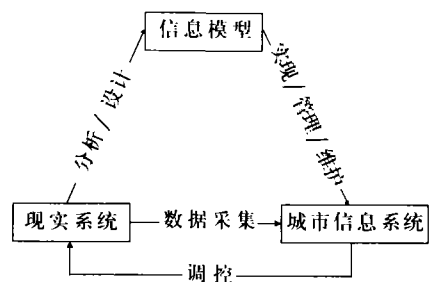 信息模型
分析/设计
实现/管理/维护
现实系统
数据采集
城市信息系统
调控